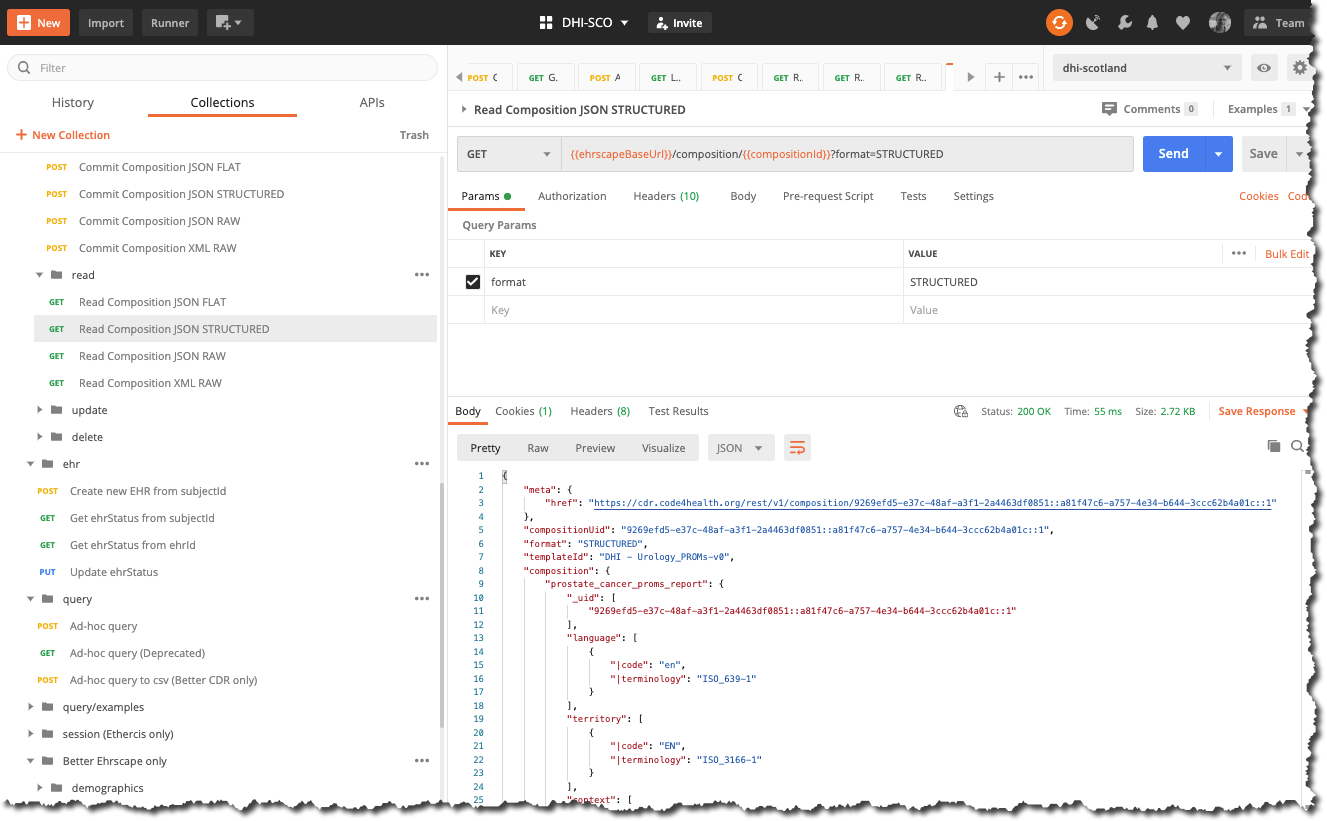 New Import Runner DHI-SCO Invite Team
Filter
History Collections APIs
New Collection Trash
POST Commit Composition JSON FLAT
POST Commit Composition JSON STRUCTURED
POST Commit Composition JSON RAW
POST Commit Composition XML RAW
read
GET Read Composition JSON FLAT
GET Read Composition JSON STRUCTURED
GET Read Composition JSON RAW
GET Read Composition XML RAW
update
delete
ehr
POST Create new EHR from subjectId
GET Get ehrStatus from subjectId
GET Get ehrStatus from ehrId
PUT Update ehrStatus
query
POST Ad-hoc query
GET Ad-hoc query (Deprecated)
POST Ad-hoc query to csv (Better CDR only)
query/examples
session (Ethercis only)
Better Ehrscape only
demographics
POST C GET G. POST A GET L.. POST C GET R. GET R. GET R.. dhi-scotland
Read Composition JSON STRUCTURED Comments 0 Examples 1
GET {{ehrscapeBaseUrl}}/composition/{{compositionId}}?format=STRUCTURED Send Save
Params Authorization Headers (10) Body Pre-request Script Tests Settings Cookies Cod
Query Params
KEY VALUE Bulk Edit
format STRUCTURED
Key Value
Body Cookies (1) Headers (8) Test Results Status: 200 OK Time: 55 ms Size: 2.72 KB Save Response
Pretty Raw Preview Visualize JSON
1 {
2 "meta": {
3 "href": "https://cdr.code4health.org/rest/v1/composition/9269efd5-e37c-48af-a3f1-2a4463df0851::a81f47c6-a757-4e34-b644-3ccc62b4a01c::1"
4 },
5 "compositionUid": "9269efd5-e37c-48af-a3f1-2a4463df0851::a81f47c6-a757-4e34-b644-3ccc62b4a01c::1",
6 "format": "STRUCTURED",
7 "templateId": "DHI - Urology_PROMs-v0",
8 "composition": {
9 "prostate_cancer_proms_report": {
10 "_uid": [
11 "9269efd5-e37c-48af-a3f1-2a4463df0851::a81f47c6-a757-4e34-b644-3ccc62b4a01c::1"
12 ],
13 "language": [
14 {
15 "|code": "en",
16 "|terminology": "ISO_639-1"
17 }
18 ],
19 "territory": [
20 {
21 "|code": "EN",
22 "|terminology": "ISO_3166-1"
23 }
24 ],
25 "context": [